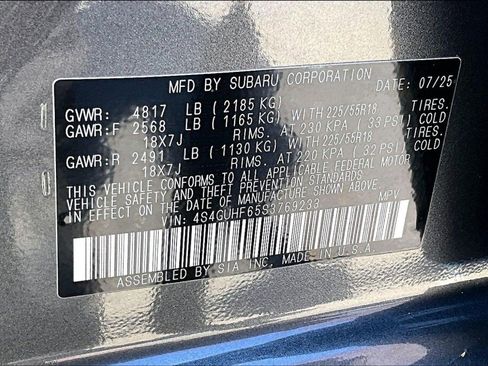 MFD BY SUBARU CORPORATION DATE: 07/25
GVWR: 4817 LB (2185 KG)
GAWR:F 2568 LB (1165 KG) WITH 225/55R18 TIRES.
18X7J RIMS. AT 230 KPA (33 PSI) COLD
GAWR:R 2491 LB (1130 KG) WITH 225/55R18 TIRES.
18X7J RIMS. AT 220 KPA (32 PSI) COLD
THIS VEHICLE CONFORMS TO ALL APPLICABLE FEDERAL MOTOR
VEHICLE SAFETY BUMPER AND THEFT PREVENTION STANDARDS
IN EFFECT ON THE DATE OF MANUFACTURE SHOWN ABOVE.
VIN: 4S4GUHF65S3769233 MPV
ASSEMBLED BY SIA INC, MADE IN U.S.A.